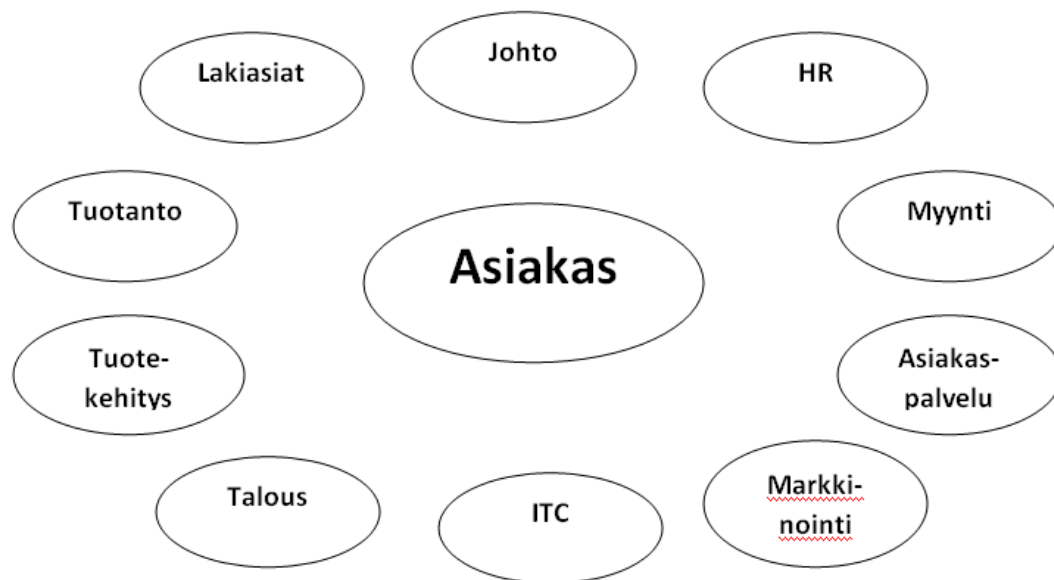 Lakiasiat
Johto
HR
Tuotanto
Myynti
Asiakas
Tuote-
kehitys
Asiakas-
palvelu
Talous
ITC
Markki-
nointi